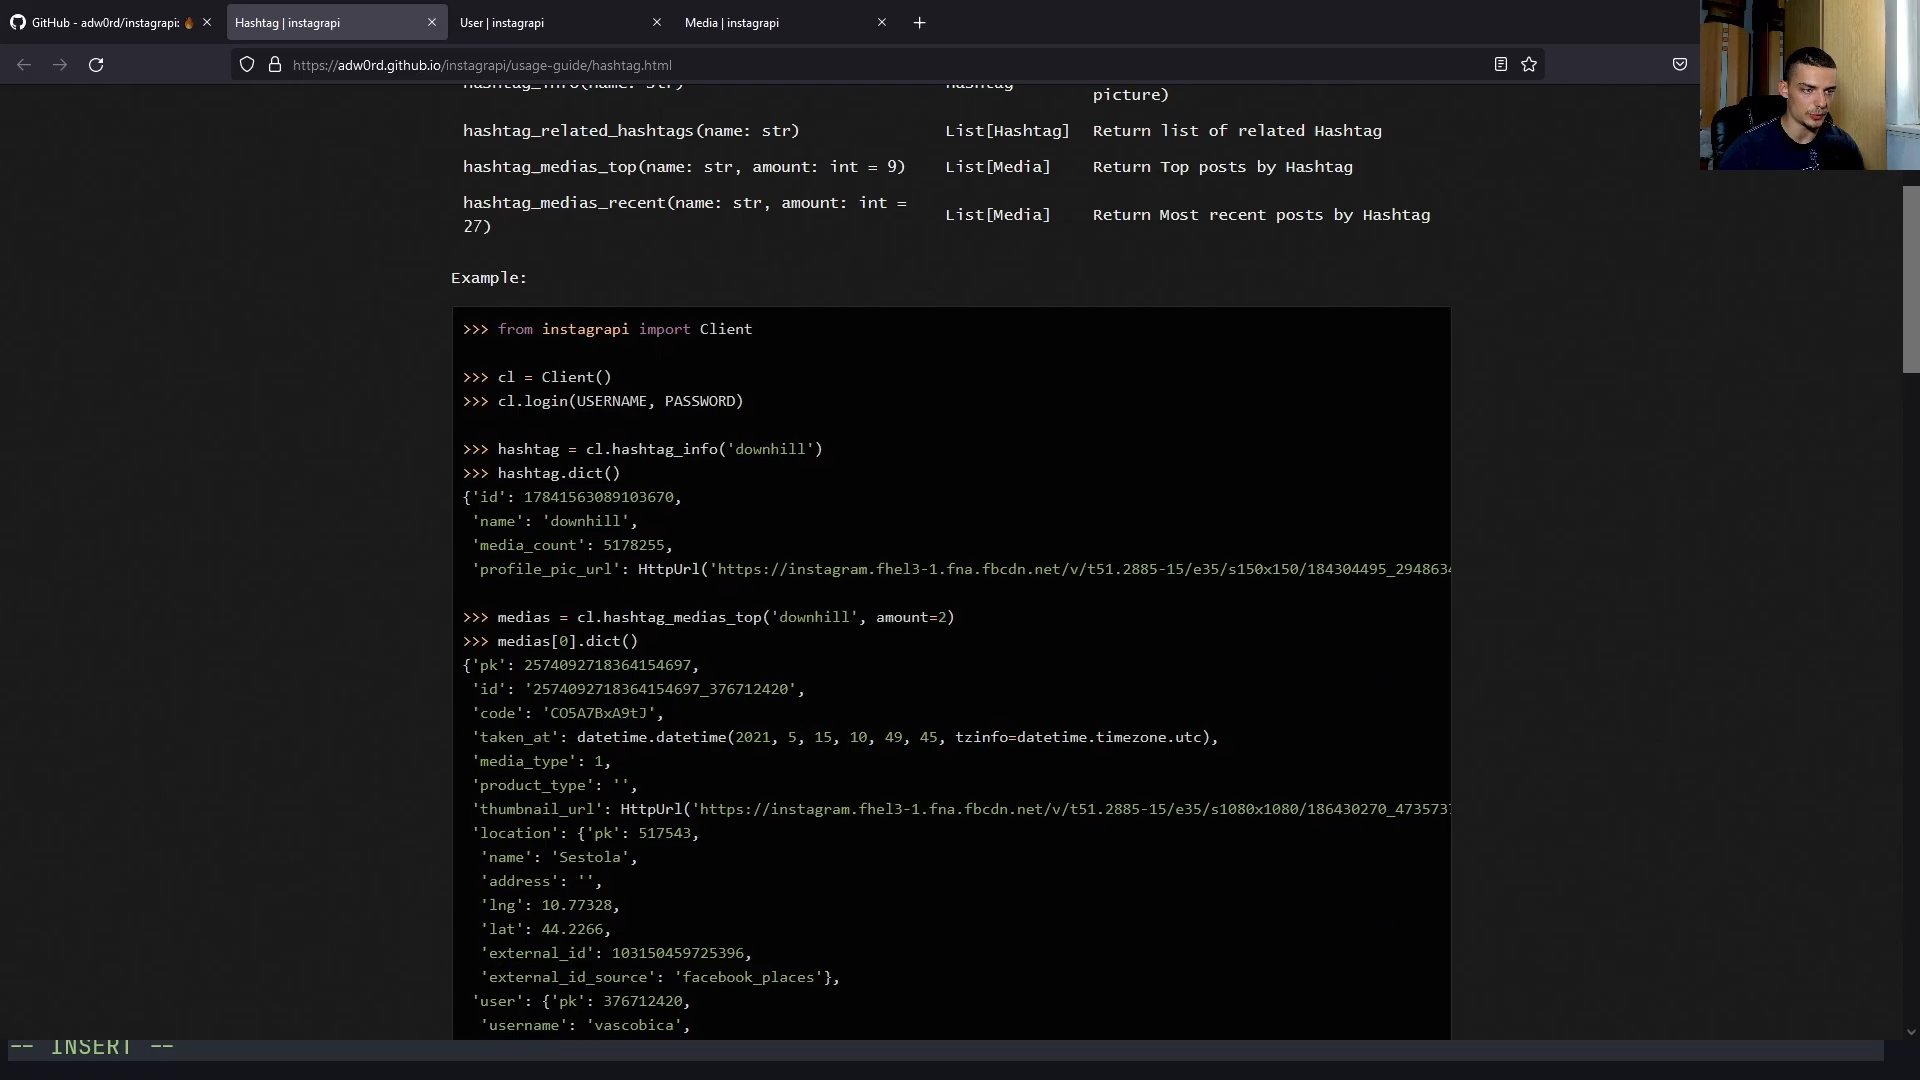 GitHub - adw0rd/instagrapi: 🔥
Hashtag | instagrapi
User | instagrapi
Media | instagrapi
https://adw0rd.github.io/instagrapi/usage-guide/hashtag.html
hashtag_info(name: str)
Hashtag
picture)
hashtag_related_hashtags(name: str)
List[Hashtag]
Return list of related Hashtag
hashtag_medias_top(name: str, amount: int = 9)
List[Media]
Return Top posts by Hashtag
hashtag_medias_recent(name: str, amount: int =
27)
List[Media]
Return Most recent posts by Hashtag
Example:
>>> from instagrapi import Client
>>> cl = Client()
>>> cl.login(USERNAME, PASSWORD)
>>> hashtag = cl.hashtag_info('downhill')
>>> hashtag.dict()
{'id': 17841563089103670,
'name': 'downhill',
'media_count': 5178255,
'profile_pic_url': HttpUrl('https://instagram.fhel3-1.fna.fbcdn.net/v/t51.2885-15/e35/s150x150/184304495_2948634
>>> medias = cl.hashtag_medias_top('downhill', amount=2)
>>> medias[0].dict()
{'pk': 2574092718364154697,
'id': '2574092718364154697_376712420',
'code': 'CO5A7BxA9tJ',
'taken_at': datetime.datetime(2021, 5, 15, 10, 49, 45, tzinfo=datetime.timezone.utc),
'media_type': 1,
'product_type': '',
'thumbnail_url': HttpUrl('https://instagram.fhel3-1.fna.fbcdn.net/v/t51.2885-15/e35/s1080x1080/186430270_473573
'location': {'pk': 517543,
'name': 'Sestola',
'address': '',
'lng': 10.77328,
'lat': 44.2266,
'external_id': 103150459725396,
'external_id_source': 'facebook_places'},
'user': {'pk': 376712420,
'username': 'vascobica',
-- INSERT --